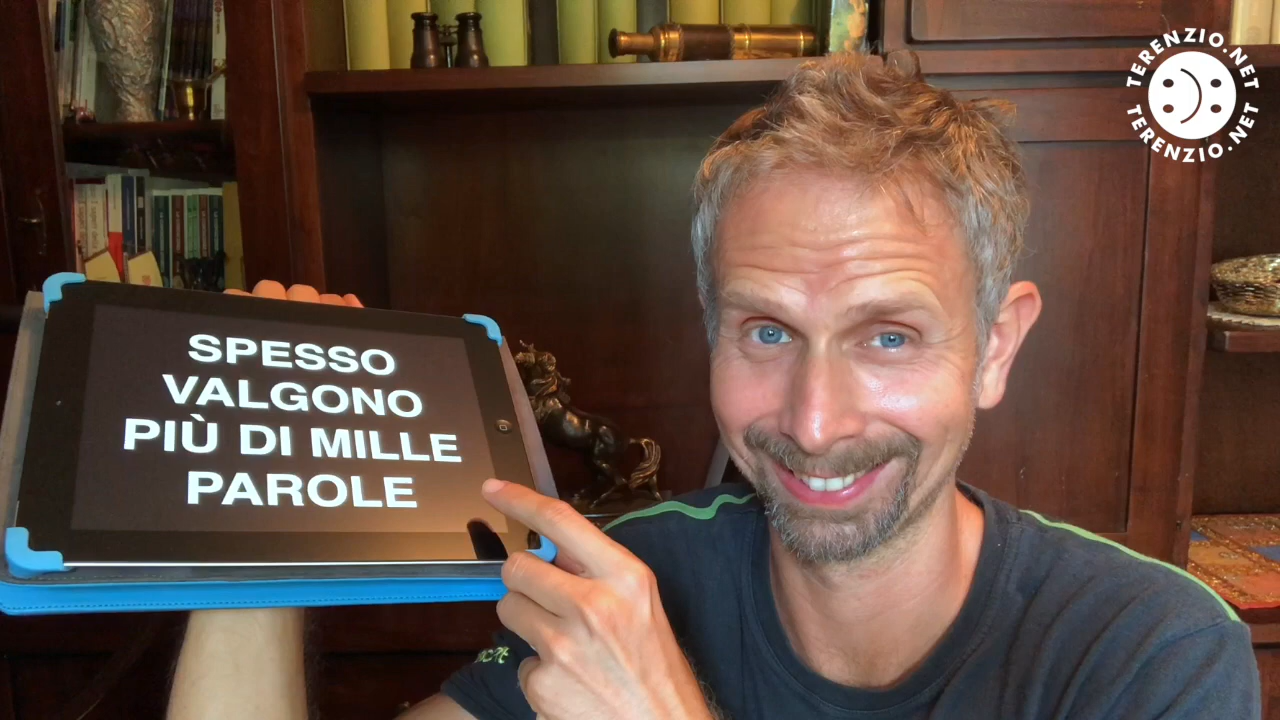 SPESSO
VALGONO
PIÙ DI MILLE
PAROLE
TERENZIO.NET
TERENZIO.NET